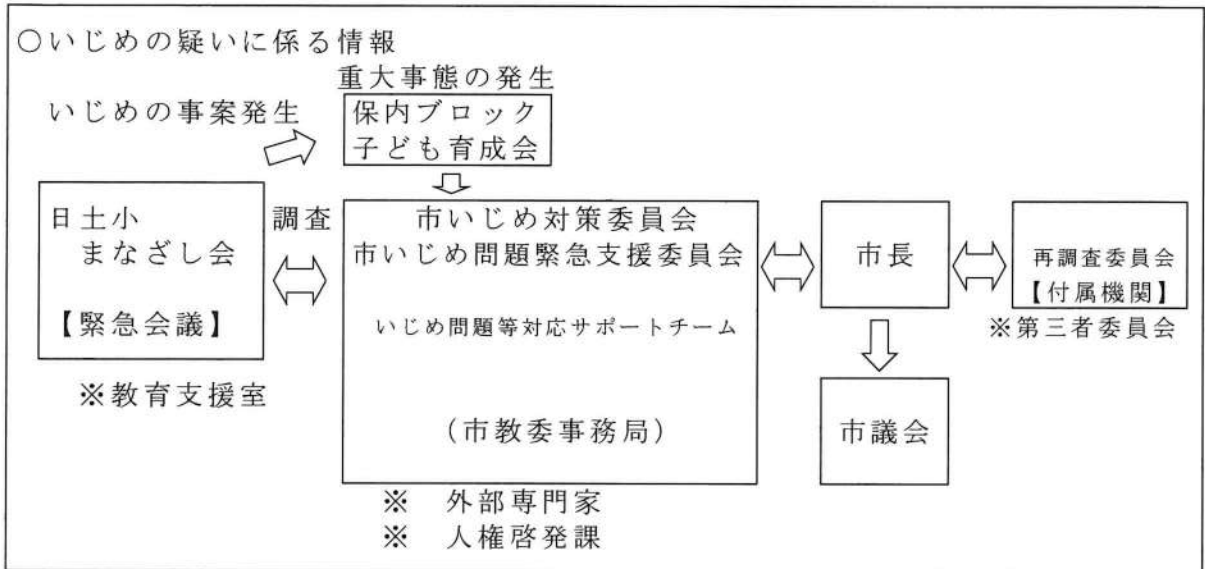 ○いじめの疑いに係る情報
重大事態の発生
いじめの事案発生
保内ブロック
子ども育成会
日土小
まなざし会
【緊急会議】
※教育支援室
調査
市いじめ対策委員会
市いじめ問題緊急支援委員会
いじめ問題等対応サポートチーム
(市教委事務局)
※ 外部専門家
※ 人権啓発課
市長
市議会
再調査委員会
【付属機関】
※第三者委員会